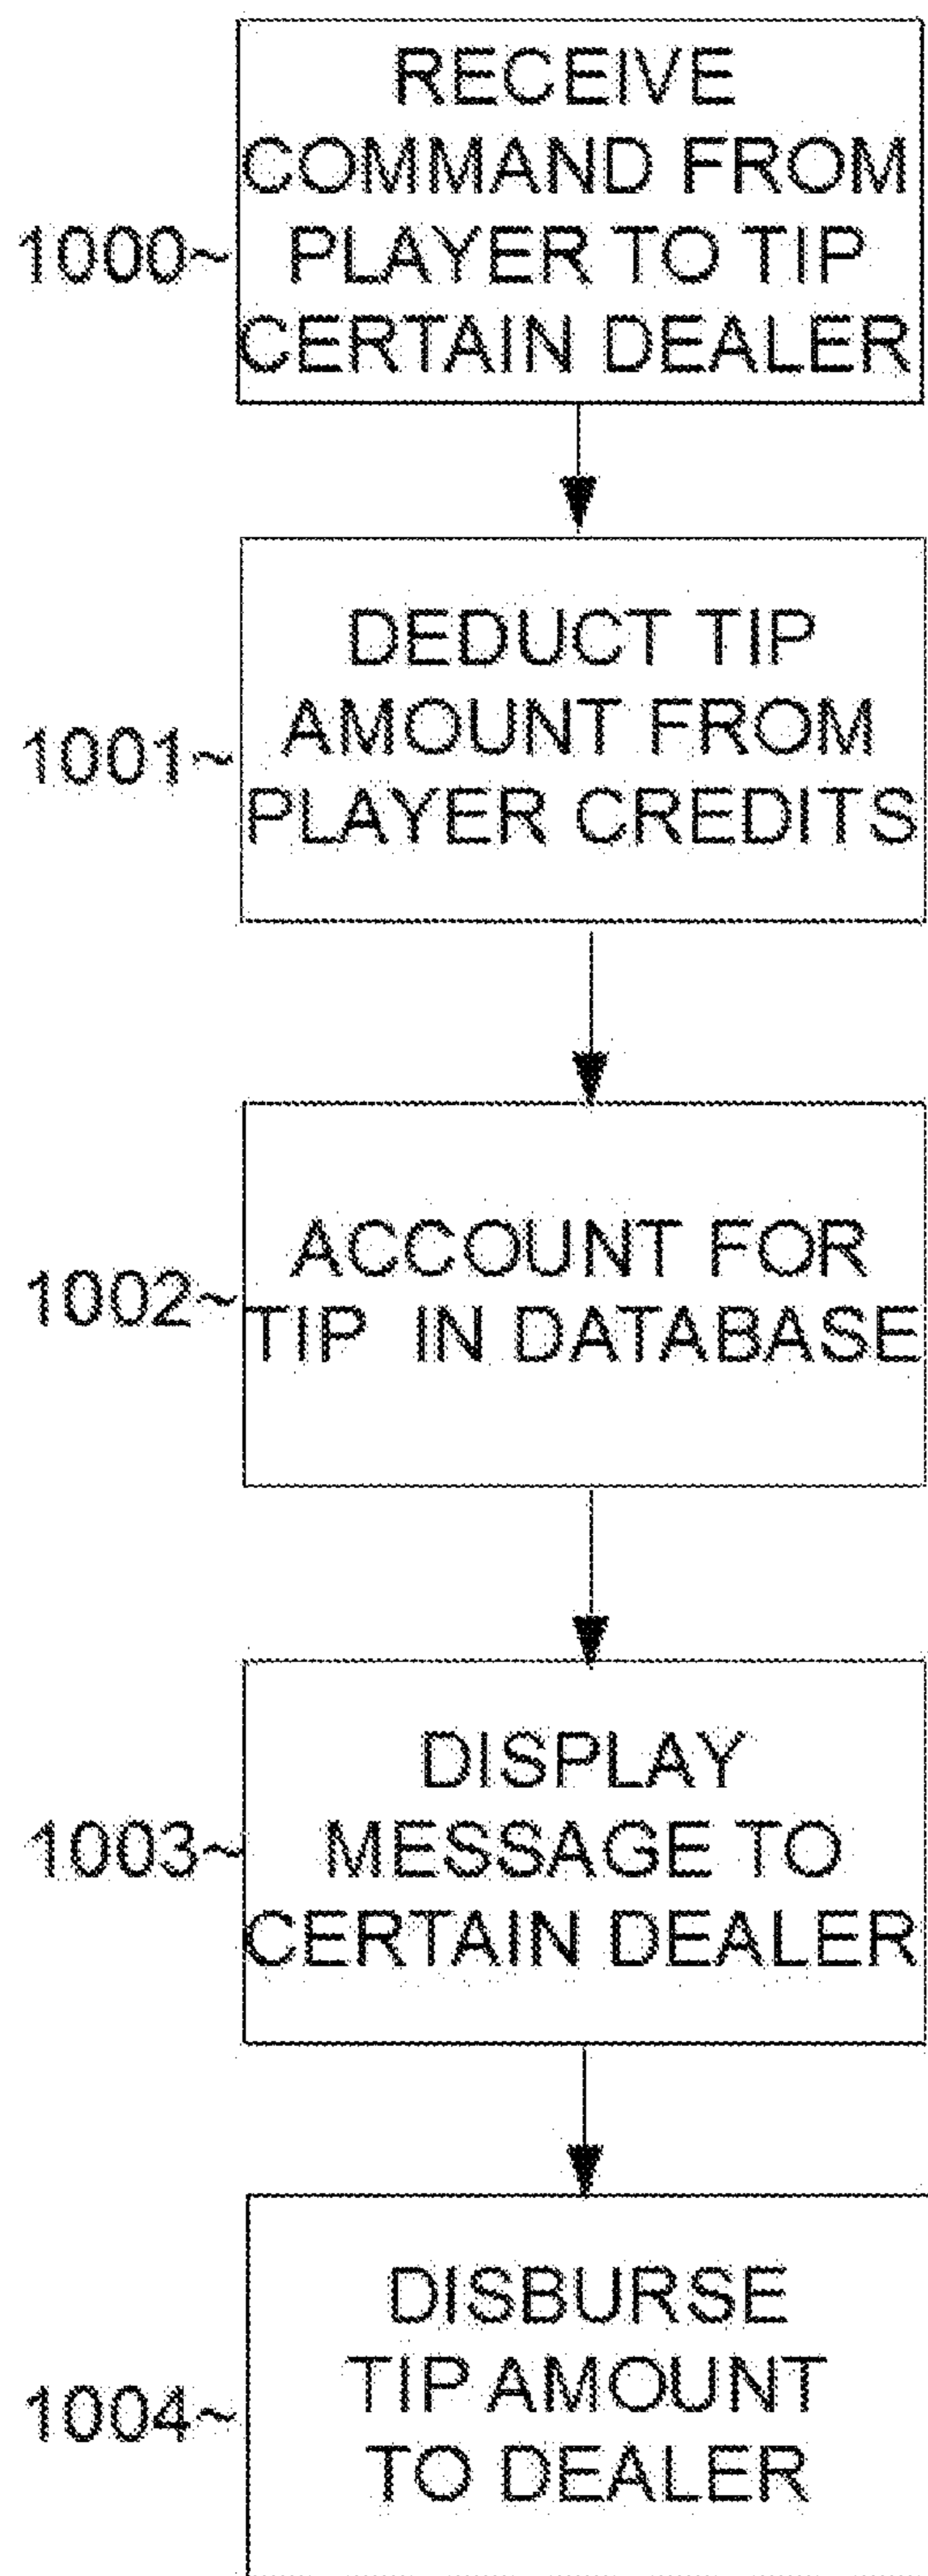 RECEIVE
COMMAND FROM
1000~ PLAYER TO TIP
CERTAIN DEALER
DEDUCT TIP
AMOUNT FROM
1001~ PLAYER CREDITS
ACCOUNT FOR
1002~ TIP IN DATABASE
DISPLAY
1003~ MESSAGE TO
CERTAIN DEALER
DISBURSE
TIP AMOUNT
1004~ TO DEALER